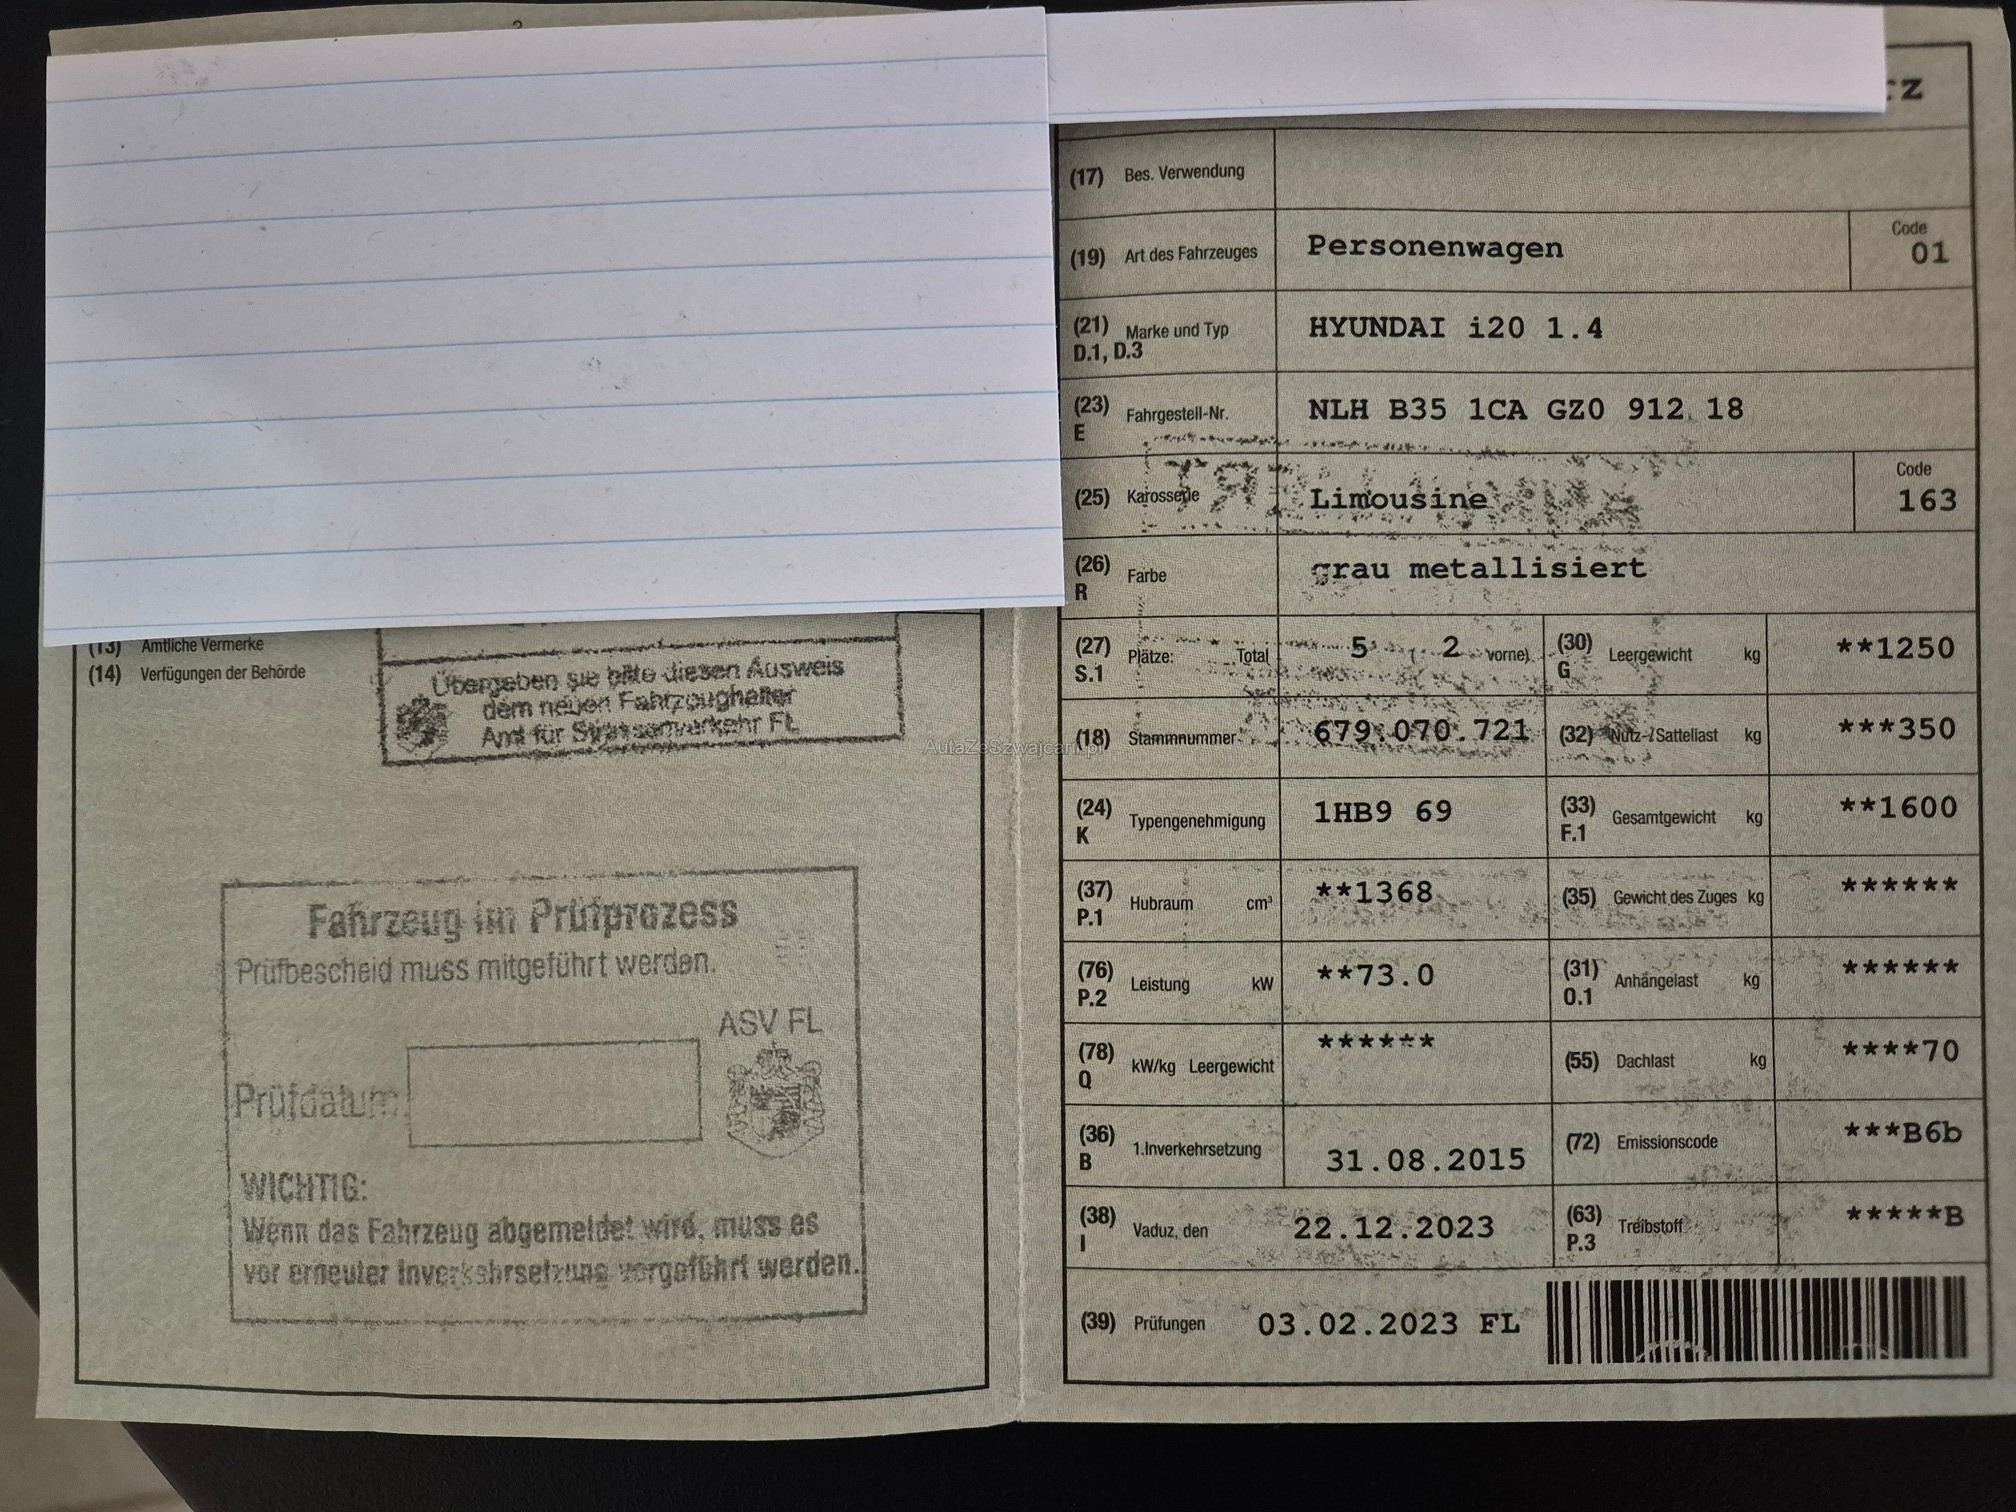 (13) Amtliche Vermerke
(14) Verfügungen der Behörde
Übergeben sie bitte diesen Ausweis
dem neuen Fahrzeughalter
Amt für Strassenverkehr FL
Fahrzeug im Prüfprozess
Prüfbescheid muss mitgeführt werden.
ASV FL
Prüfdatum:
WICHTIG:
Wenn das Fahrzeug abgemeldet wird, muss es
vor erneuter Inverkehrsetzung vorgeführt werden.
rz
(17) Bes. Verwendung
(19) Art des Fahrzeuges Personenwagen Code 01
(21) D.1, D.3 Marke und Typ HYUNDAI i20 1.4
(23) E Fahrgestell-Nr. NLH B35 1CA GZ0 912 18
(25) Karosserie Limousine Code 163
(26) R Farbe grau metallisiert
(27) S.1 Plätze: Total 5 ( 2 vorne) (30) G Leergewicht kg **1250
(18) Stammnummer 679.070.721 (32) Nutz-/Sattellast kg ***350
(24) K Typengenehmigung 1HB9 69 (33) F.1 Gesamtgewicht kg **1600
(37) P.1 Hubraum cm³ **1368 (35) Gewicht des Zuges kg ******
(76) P.2 Leistung kW **73.0 (31) O.1 Anhängelast kg ******
(78) Q kW/kg Leergewicht ****** (55) Dachlast kg ****70
(36) B 1.Inverkehrsetzung 31.08.2015 (72) Emissionscode ***B6b
(38) I Vaduz, den 22.12.2023 (63) P.3 Treibstoff *****B
(39) Prüfungen 03.02.2023 FL
AutaZeSzwajcarii.pl